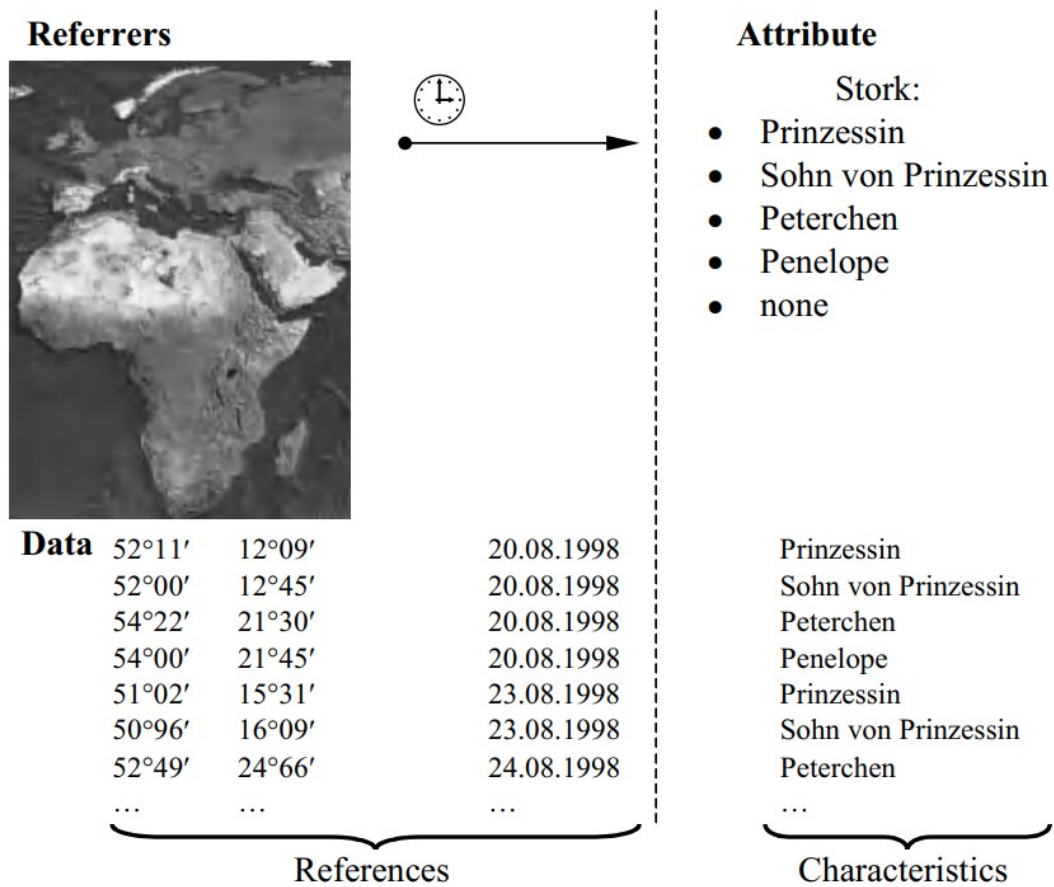 Referrers
Attribute
Stork:
• Prinzessin
• Sohn von Prinzessin
• Peterchen
• Penelope
• none
Data 52°11′ 12°09′ 20.08.1998 Prinzessin
52°00′ 12°45′ 20.08.1998 Sohn von Prinzessin
54°22′ 21°30′ 20.08.1998 Peterchen
54°00′ 21°45′ 20.08.1998 Penelope
51°02′ 15°31′ 23.08.1998 Prinzessin
50°96′ 16°09′ 23.08.1998 Sohn von Prinzessin
52°49′ 24°66′ 24.08.1998 Peterchen
… … … …
References Characteristics